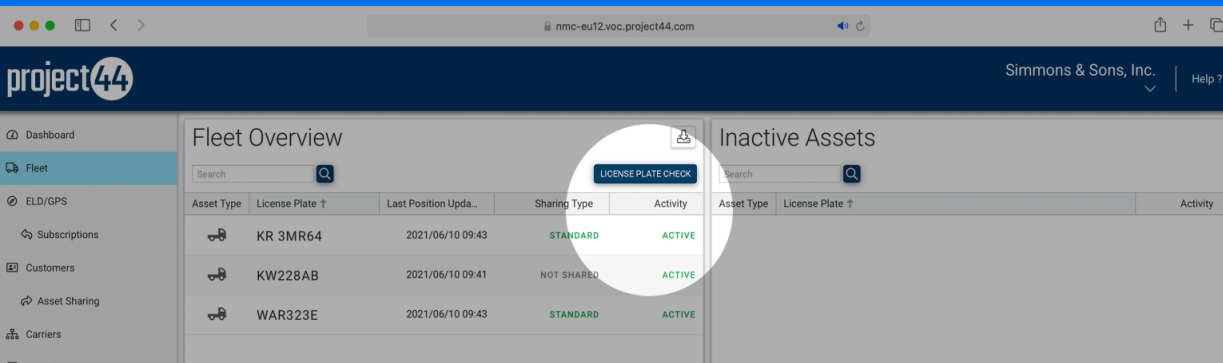 nmc-eu12.voc.project44.com
project44
Simmons & Sons, Inc.
Help ?
Dashboard
Fleet
ELD/GPS
Subscriptions
Customers
Asset Sharing
Carriers
Fleet Overview
Search
LICENSE PLATE CHECK
Asset Type License Plate ↑ Last Position Upda... Sharing Type Activity
KR 3MR64 2021/06/10 09:43 STANDARD ACTIVE
KW228AB 2021/06/10 09:41 NOT SHARED ACTIVE
WAR323E 2021/06/10 09:43 STANDARD ACTIVE
Inactive Assets
Search
Asset Type License Plate ↑ Activity